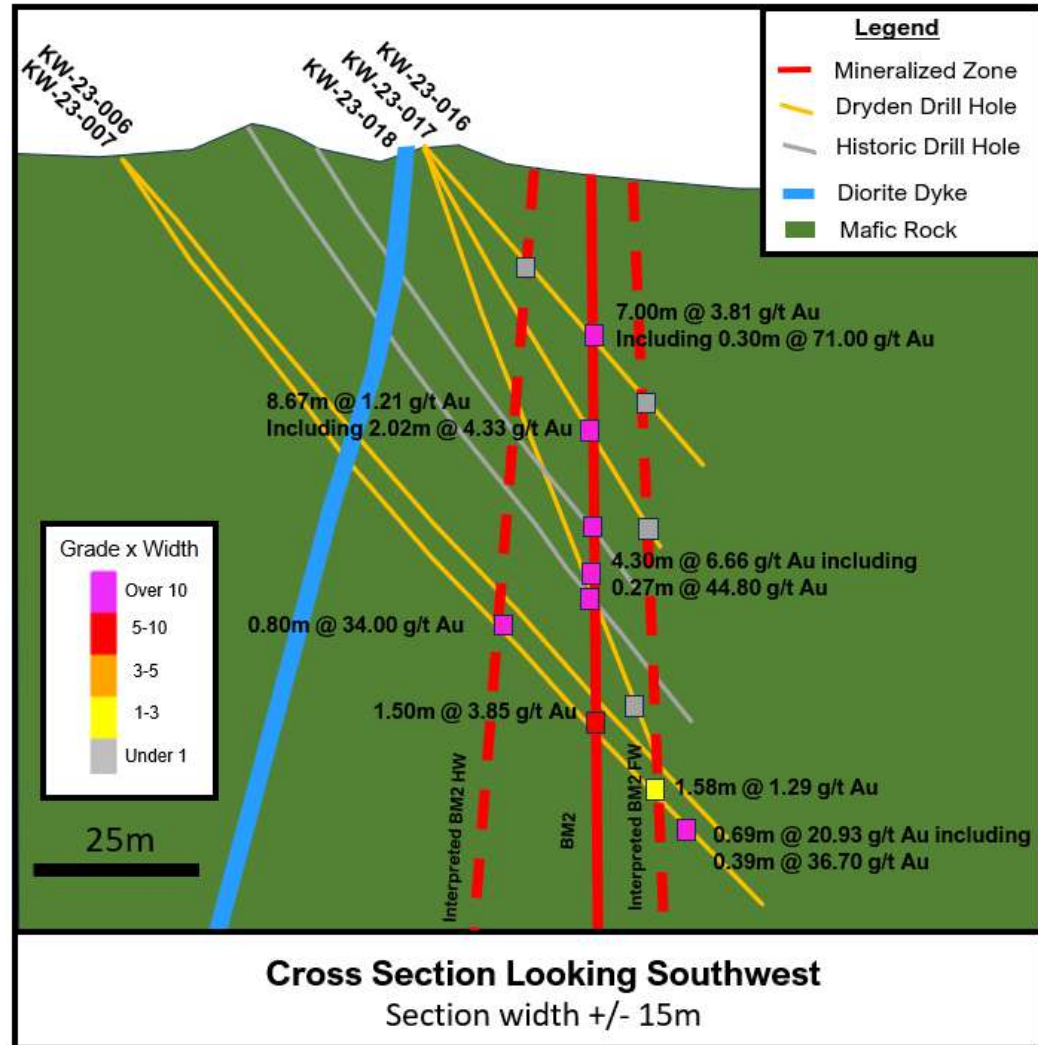 KW-23-006
KW-23-007
KW-23-018
KW-23-017
KW-23-016
Legend
Mineralized Zone
Dryden Drill Hole
Historic Drill Hole
Diorite Dyke
Mafic Rock
7.00m @ 3.81 g/t Au
Including 0.30m @ 71.00 g/t Au
8.67m @ 1.21 g/t Au
Including 2.02m @ 4.33 g/t Au
Grade x Width
Over 10
5-10
3-5
1-3
Under 1
4.30m @ 6.66 g/t Au including
0.27m @ 44.80 g/t Au
0.80m @ 34.00 g/t Au
1.50m @ 3.85 g/t Au
1.58m @ 1.29 g/t Au
0.69m @ 20.93 g/t Au including
0.39m @ 36.70 g/t Au
Interpreted BM2 HW
BM2
Interpreted BM2 FW
25m
Cross Section Looking Southwest
Section width +/- 15m